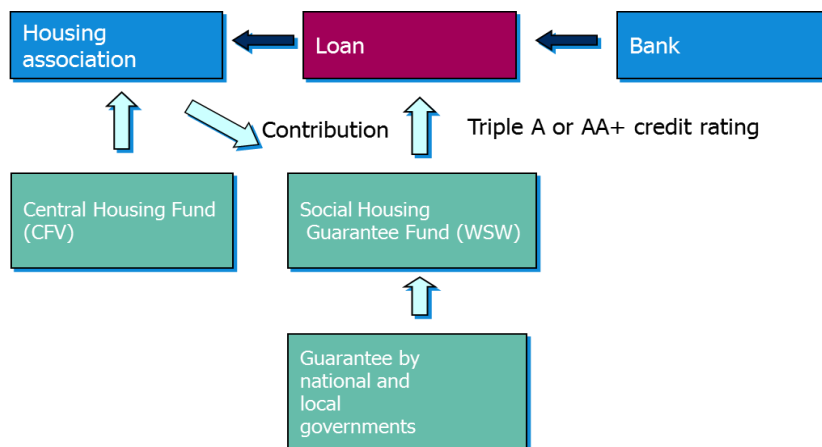 Housing
association
Loan
Bank
Contribution
Triple A or AA+ credit rating
Central Housing Fund
(CFV)
Social Housing
Guarantee Fund (WSW)
Guarantee by
national and
local
governments